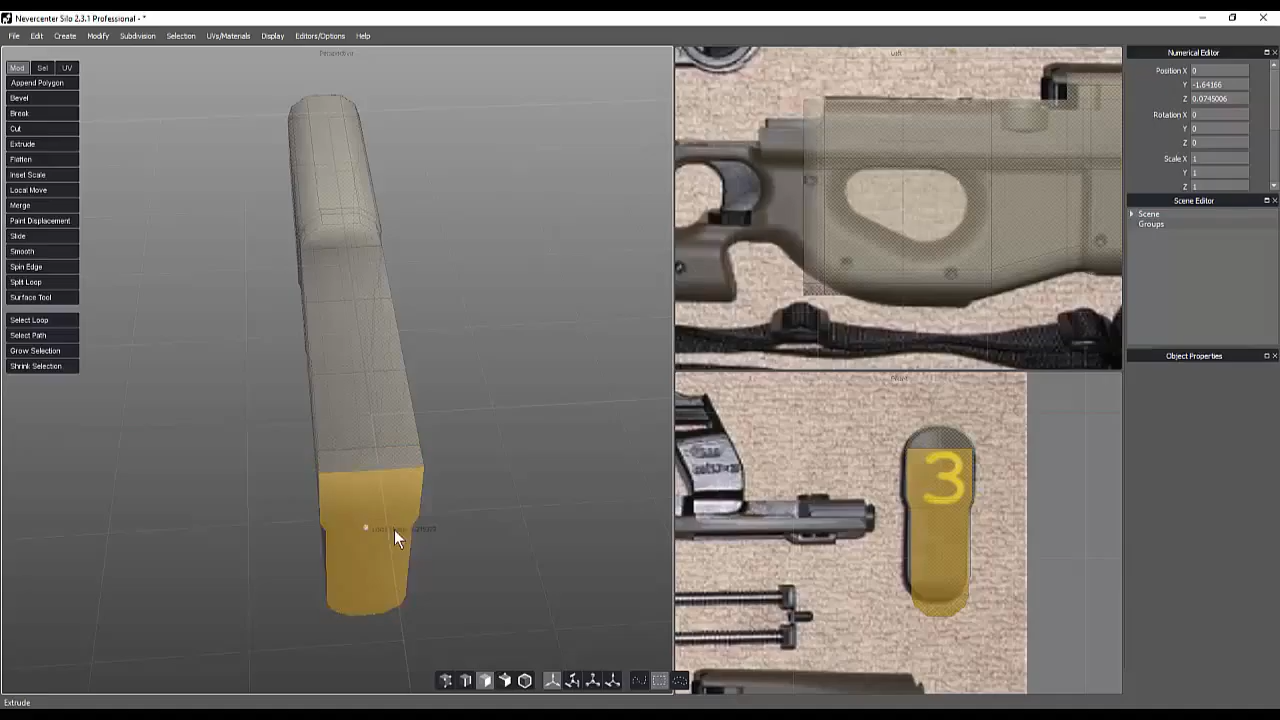 Nevercenter Silo 2.3.1 Professional - *
File Edit Create Modify Subdivision Selection UVs/Materials Display Editors/Options Help
Perspective
Left
Mod Sel UV
Append Polygon
Bevel
Break
Cut
Extrude
Flatten
Inset Scale
Local Move
Merge
Paint Displacement
Slide
Smooth
Spin Edge
Split Loop
Surface Tool
Select Loop
Select Path
Grow Selection
Shrink Selection
Numerical Editor
Position X 0
Y -1.64166
Z 0.0745006
Rotation X 0
Y 0
Z 0
Scale X 1
Y 1
Z 1
Scene Editor
Scene
Groups
Object Properties
3
Extrude